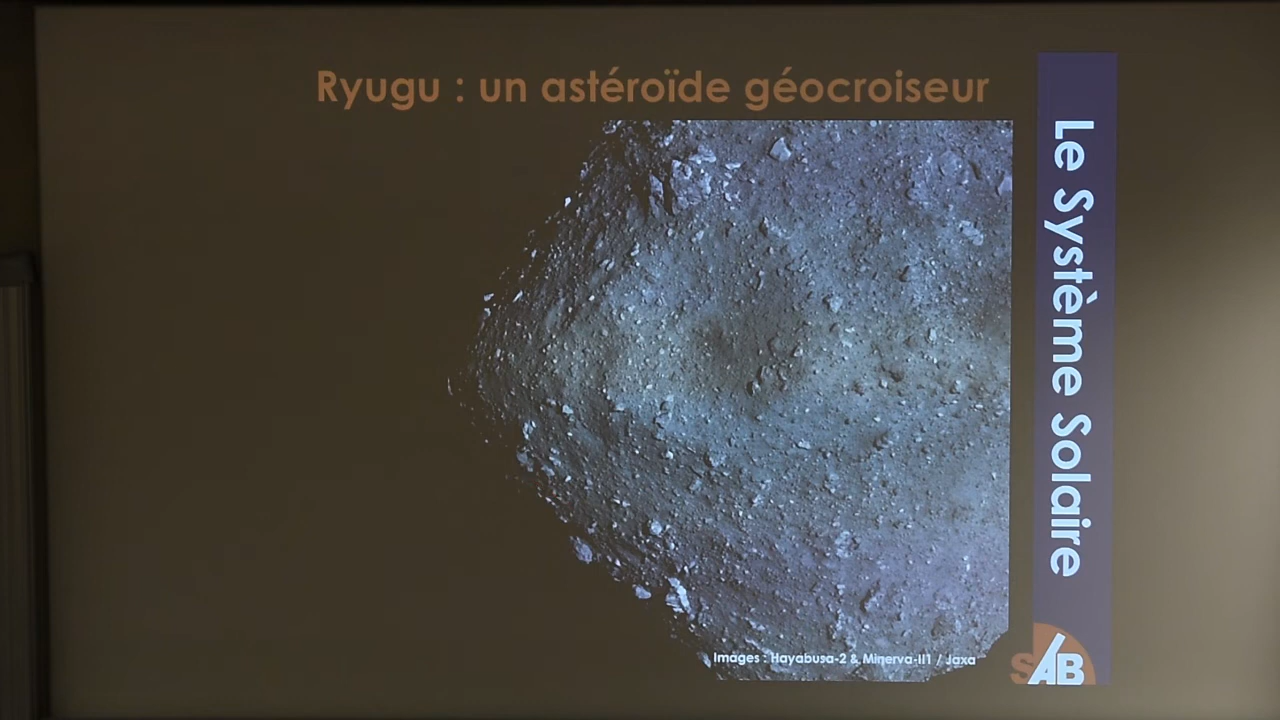 Ryugu : un astéroïde géocroiseur
Le Système Solaire
Images : Hayabusa-2 & Minerva-II1 / Jaxa
SAB